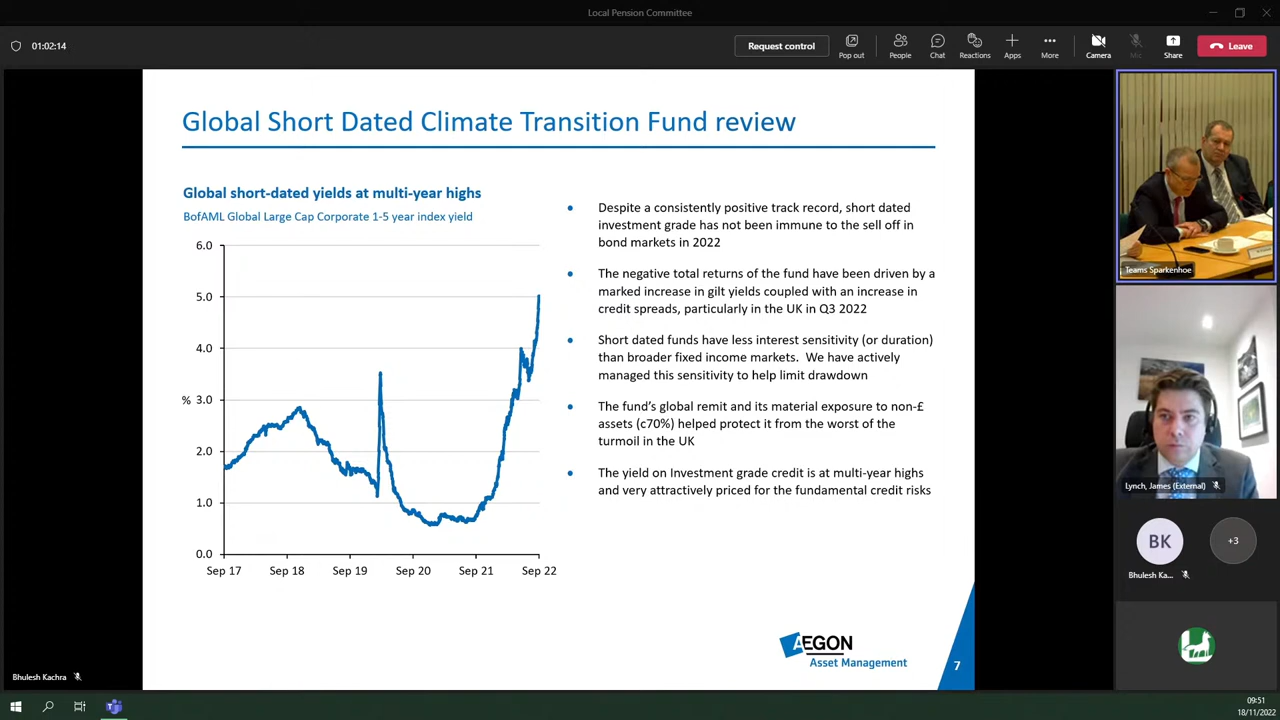 Local Pension Committee
01:02:14
Request control
Pop out
People
Chat
Reactions
Apps
More
Camera
Mic
Share
Leave
Global Short Dated Climate Transition Fund review
Global short-dated yields at multi-year highs
BofAML Global Large Cap Corporate 1-5 year index yield
6.0
5.0
4.0
% 3.0
2.0
1.0
0.0
Sep 17
Sep 18
Sep 19
Sep 20
Sep 21
Sep 22
• Despite a consistently positive track record, short dated
investment grade has not been immune to the sell off in
bond markets in 2022
• The negative total returns of the fund have been driven by a
marked increase in gilt yields coupled with an increase in
credit spreads, particularly in the UK in Q3 2022
• Short dated funds have less interest sensitivity (or duration)
than broader fixed income markets. We have actively
managed this sensitivity to help limit drawdown
• The fund's global remit and its material exposure to non-£
assets (c70%) helped protect it from the worst of the
turmoil in the UK
• The yield on Investment grade credit is at multi-year highs
and very attractively priced for the fundamental credit risks
AEGON
Asset Management
7
Teams Sparkenhoe
Lynch, James (External)
BK
Bhulesh Ka...
+3
Bhulesh Kachra
09:51
18/11/2022